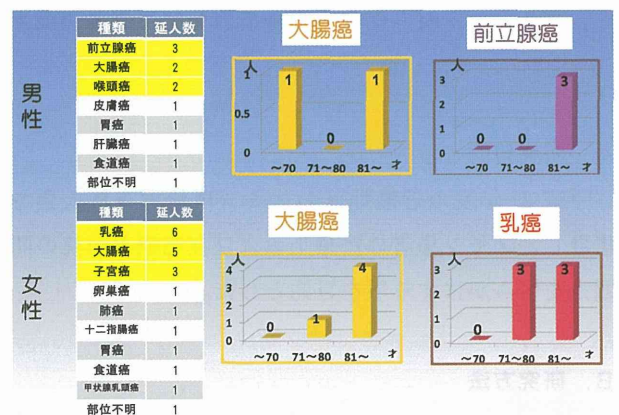 男性
種類 延人数
前立腺癌 3
大腸癌 2
喉頭癌 2
皮膚癌 1
胃癌 1
肝臓癌 1
食道癌 1
部位不明 1
大腸癌
人
1
0.5
0
1 0 1
～70 71～80 81～ 才
前立腺癌
人
3
2
1
0
0 0 3
～70 71～80 81～ 才
女性
種類 延人数
乳癌 6
大腸癌 5
子宮癌 3
卵巣癌 1
肺癌 1
十二指腸癌 1
胃癌 1
食道癌 1
甲状腺乳頭癌 1
部位不明 1
大腸癌
人
4
3
2
1
0
0 1 4
～70 71～80 81～ 才
乳癌
人
3
2
1
0
0 3 3
～70 71～80 81～ 才